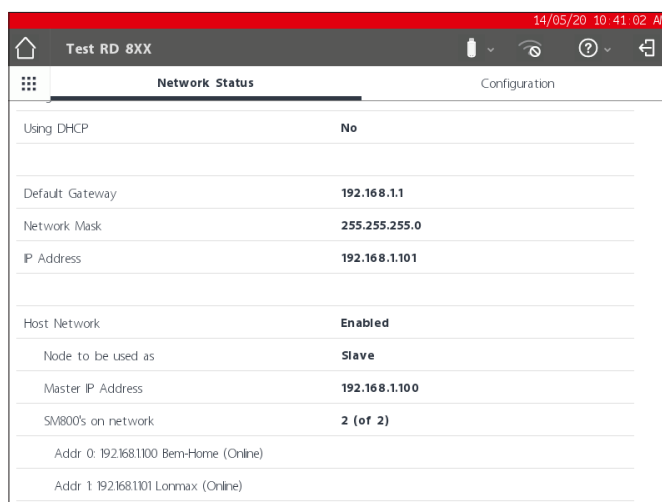 14/05/20 10:41:02 AM
Test RD 8XX
Network Status Configuration
Using DHCP No
Default Gateway 192.168.1.1
Network Mask 255.255.255.0
IP Address 192.168.1.101
Host Network Enabled
Node to be used as Slave
Master IP Address 192.168.1.100
SM800's on network 2 (of 2)
Addr 0: 192.168.1.100 Bem-Home (Online)
Addr 1: 192.168.1.101 Lonmax (Online)